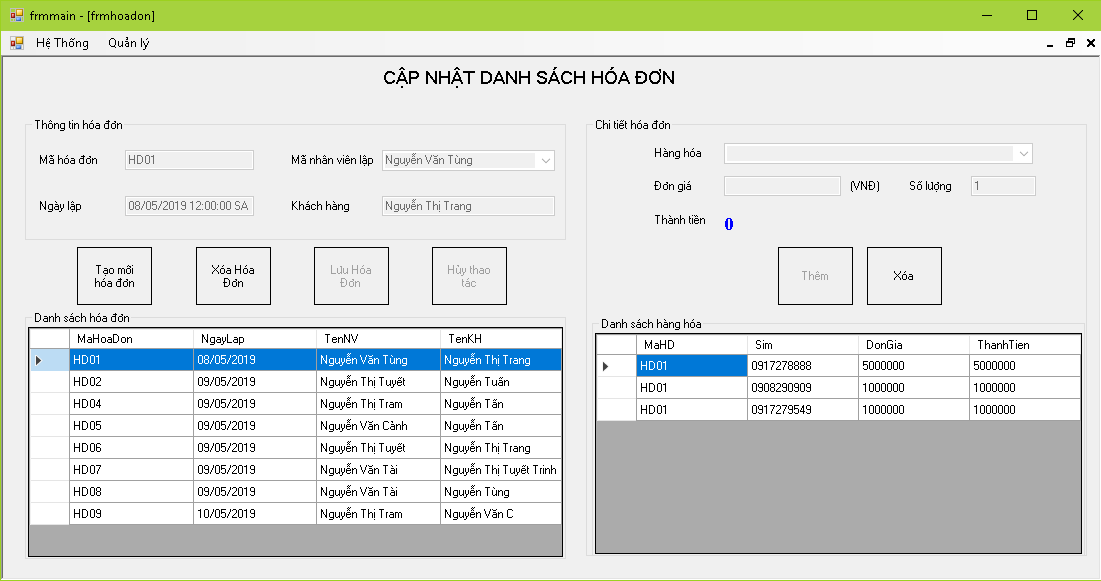 frmmain - [frmhoadon]
Hệ Thống Quản lý
CẬP NHẬT DANH SÁCH HÓA ĐƠN
Thông tin hóa đơn
Mã hóa đơn HD01 Mã nhân viên lập Nguyễn Văn Tùng
Ngày lập 08/05/2019 12:00:00 SA Khách hàng Nguyễn Thị Trang
Tạo mới
hóa đơn
Xóa Hóa
Đơn
Lưu Hóa
Đơn
Hủy thao
tác
Danh sách hóa đơn
MaHoaDon NgayLap TenNV TenKH
HD01 08/05/2019 Nguyễn Văn Tùng Nguyễn Thị Trang
HD02 09/05/2019 Nguyễn Thị Tuyết Nguyễn Tuấn
HD04 09/05/2019 Nguyễn Thị Tram Nguyễn Tấn
HD05 09/05/2019 Nguyễn Văn Cảnh Nguyễn Tấn
HD06 09/05/2019 Nguyễn Thị Tuyết Nguyễn Thị Trang
HD07 09/05/2019 Nguyễn Văn Tài Nguyễn Thị Tuyết Trinh
HD08 09/05/2019 Nguyễn Văn Tài Nguyễn Tùng
HD09 10/05/2019 Nguyễn Thị Tram Nguyễn Văn C
Chi tiết hóa đơn
Hàng hóa
Đơn giá (VNĐ) Số lượng 1
Thành tiền 0
Thêm
Xóa
Danh sách hàng hóa
MaHD Sim DonGia ThanhTien
HD01 0917278888 5000000 5000000
HD01 0908290909 1000000 1000000
HD01 0917279549 1000000 1000000